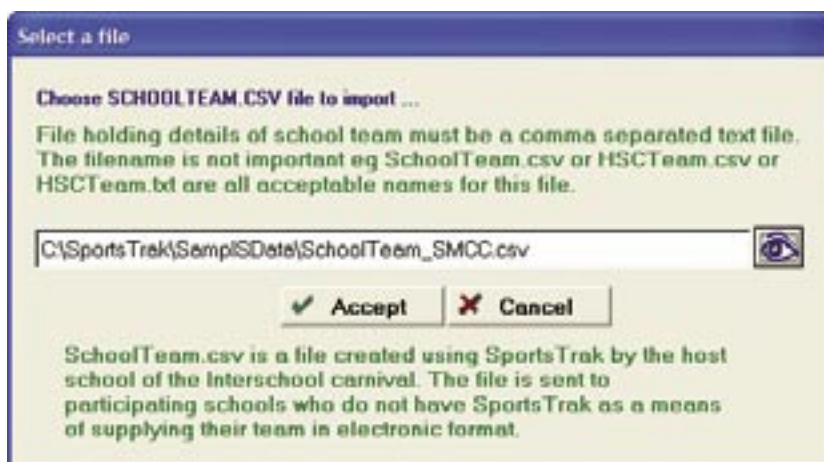 Select a file
Choose SCHOOLTEAM.CSV file to import ...
File holding details of school team must be a comma separated text file.
The filename is not important eg SchoolTeam.csv or HSCTeam.csv or
HSCTeam.txt are all acceptable names for this file.
C:\SportsTrak\SampISData\SchoolTeam_SMCC.csv
Accept
Cancel
SchoolTeam.csv is a file created using SportsTrak by the host
school of the Interschool carnival. The file is sent to
participating schools who do not have SportsTrak as a means
of supplying their team in electronic format.